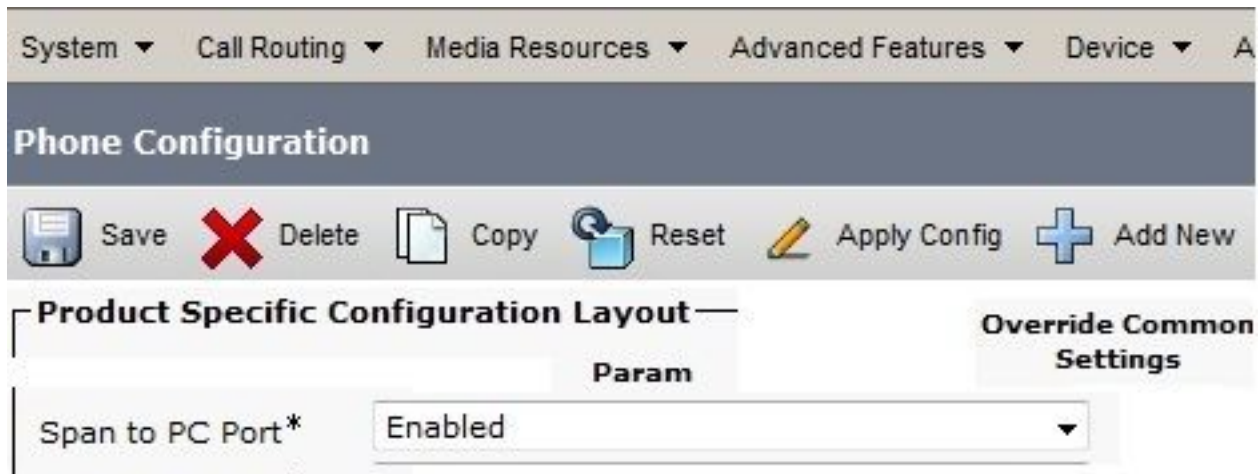 System Call Routing Media Resources Advanced Features Device A
Phone Configuration
Save Delete Copy Reset Apply Config Add New
Product Specific Configuration Layout
Override Common
Param Settings
Span to PC Port* Enabled